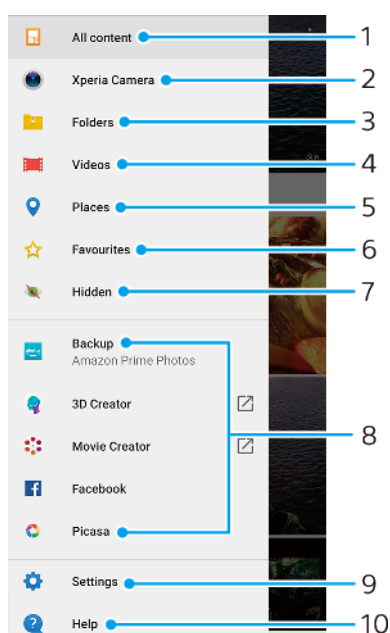 All content 1
Xperia Camera 2
Folders 3
Videos 4
Places 5
Favourites 6
Hidden 7
Backup
Amazon Prime Photos
3D Creator
8
Movie Creator
Facebook
Picasa
Settings 9
Help 10